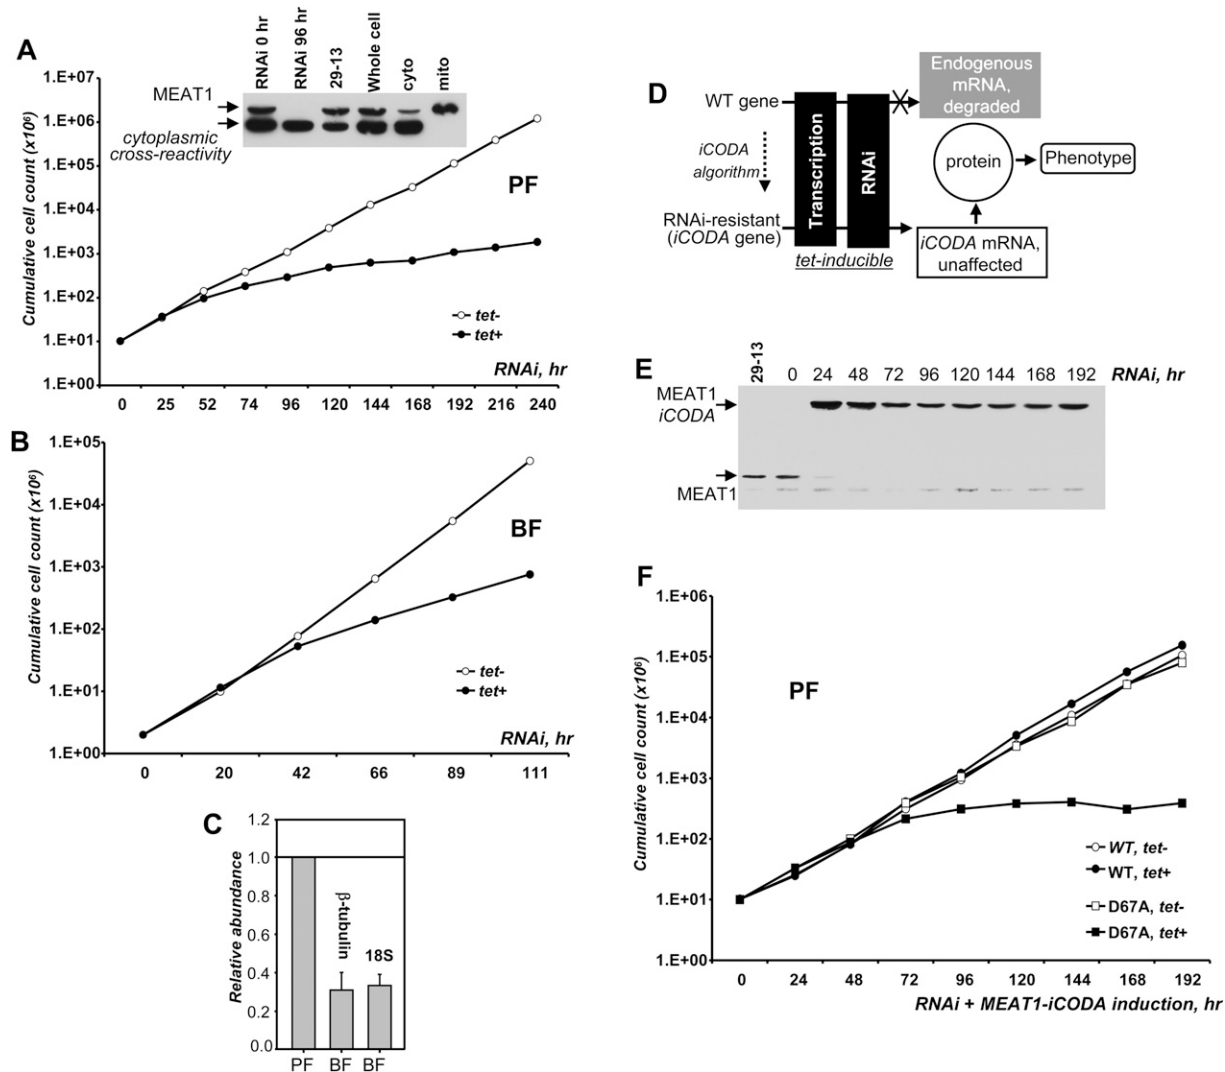 A
RNAi 0 hr
RNAi 96 hr
29-13
Whole cell
cyto
mito
MEAT1
cytoplasmic
cross-reactivity
Cumulative cell count (x10⁶)
1.E+07
1.E+06
1.E+05
1.E+04
1.E+03
1.E+02
1.E+01
1.E+00
PF
tet-
tet+
RNAi, hr
0 25 52 74 96 120 144 168 192 216 240
B
Cumulative cell count (x10⁶)
1.E+05
1.E+04
1.E+03
1.E+02
1.E+01
1.E+00
BF
tet-
tet+
RNAi, hr
0 20 42 66 89 111
C
Relative abundance
1.2
1.0
0.8
0.6
0.4
0.2
0.0
β-tubulin
18S
PF BF BF
D
WT gene
iCODA
algorithm
RNAi-resistant
(iCODA gene)
Transcription
RNAi
tet-inducible
Endogenous
mRNA,
degraded
protein
Phenotype
iCODA mRNA,
unaffected
E
29-13
0 24 48 72 96 120 144 168 192 RNAi, hr
MEAT1
iCODA
MEAT1
F
Cumulative cell count (x10⁶)
1.E+06
1.E+05
1.E+04
1.E+03
1.E+02
1.E+01
1.E+00
PF
WT, tet-
WT, tet+
D67A, tet-
D67A, tet+
0 24 48 72 96 120 144 168 192
RNAi + MEAT1-iCODA induction, hr